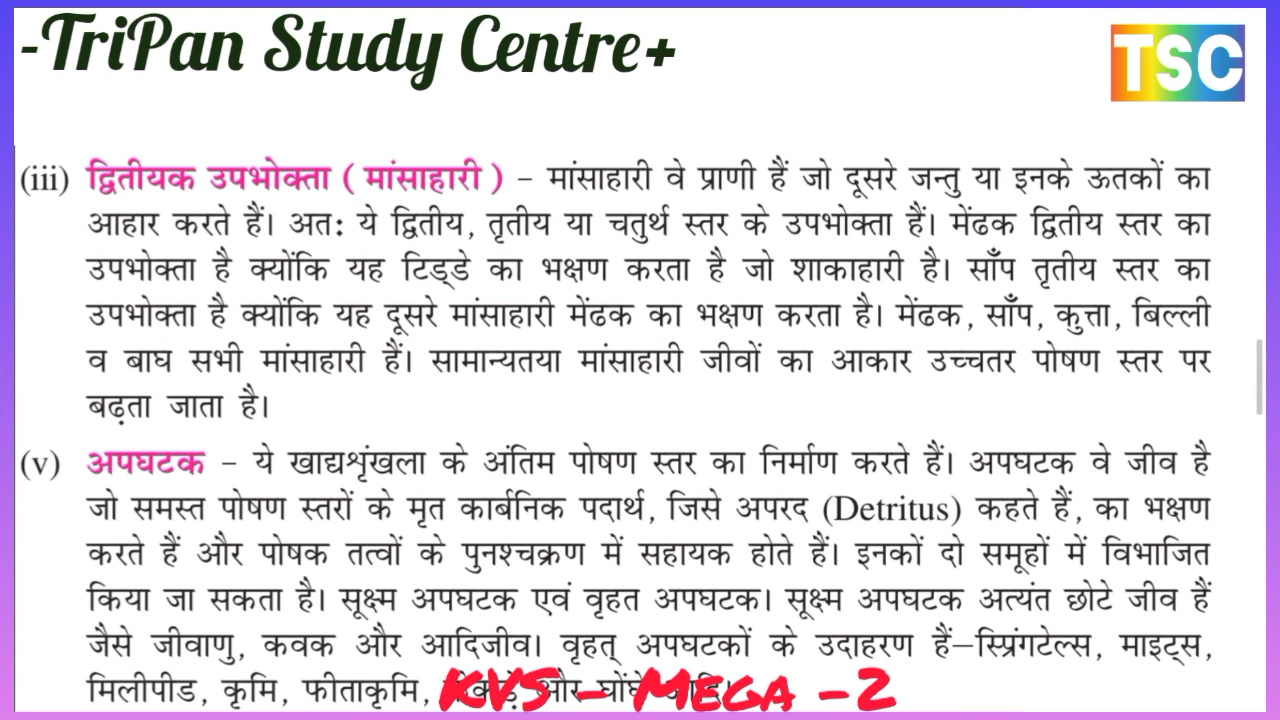 -TriPan Study Centre+
TSC
(iii) द्वितीयक उपभोक्ता ( मांसाहारी ) – मांसाहारी वे प्राणी हैं जो दूसरे जन्तु या इनके ऊतकों का
आहार करते हैं। अतः ये द्वितीय, तृतीय या चतुर्थ स्तर के उपभोक्ता हैं। मेंढक द्वितीय स्तर का
उपभोक्ता है क्योंकि यह टिड्डे का भक्षण करता है जो शाकाहारी है। साँप तृतीय स्तर का
उपभोक्ता है क्योंकि यह दूसरे मांसाहारी मेंढक का भक्षण करता है। मेंढक, साँप, कुत्ता, बिल्ली
व बाघ सभी मांसाहारी हैं। सामान्यतया मांसाहारी जीवों का आकार उच्चतर पोषण स्तर पर
बढ़ता जाता है।
(v) अपघटक – ये खाद्यशृंखला के अंतिम पोषण स्तर का निर्माण करते हैं। अपघटक वे जीव है
जो समस्त पोषण स्तरों के मृत कार्बनिक पदार्थ, जिसे अपरद (Detritus) कहते हैं, का भक्षण
करते हैं और पोषक तत्वों के पुनश्चक्रण में सहायक होते हैं। इनकों दो समूहों में विभाजित
किया जा सकता है। सूक्ष्म अपघटक एवं वृहत अपघटक। सूक्ष्म अपघटक अत्यंत छोटे जीव हैं
जैसे जीवाणु, कवक और आदिजीव। वृहत् अपघटकों के उदाहरण हैं–स्प्रिंगटेल्स, माइट्स,
मिलीपीड, कृमि, फीताकृमि, और
KVS - MEGA -2